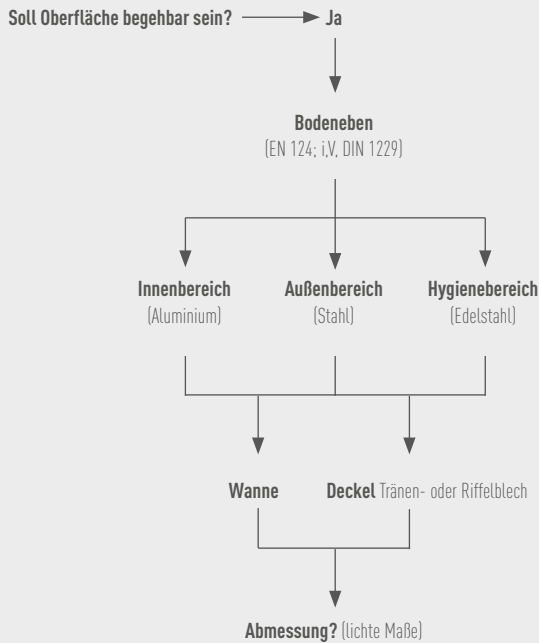 Soll Oberfläche begehbar sein? Ja
Bodeneben
(EN 124; i,V, DIN 1229)
Innenbereich Außenbereich Hygienebereich
(Aluminium) (Stahl) (Edelstahl)
Wanne Deckel Tränen- oder Riffelblech
Abmessung? (lichte Maße)